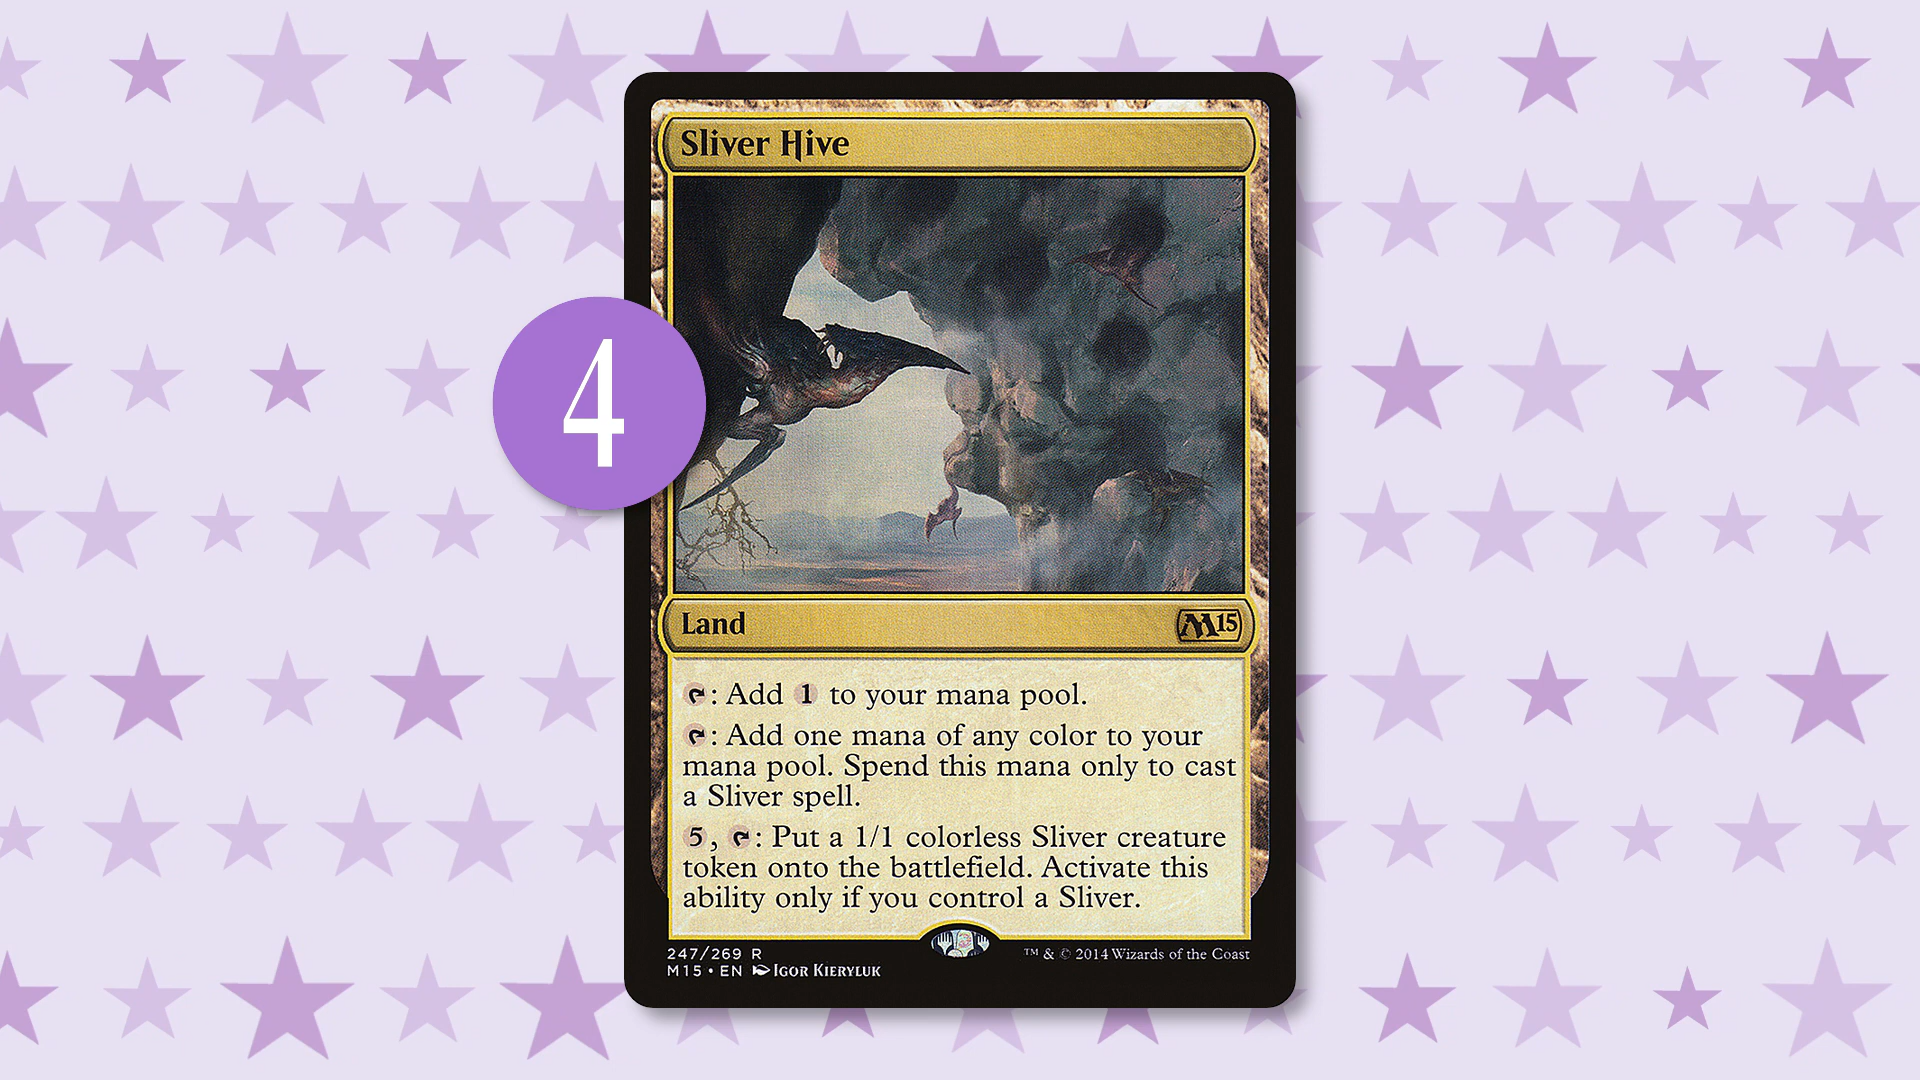 4
Sliver Hive
Land
M15
: Add 1 to your mana pool.
: Add one mana of any color to your
mana pool. Spend this mana only to cast
a Sliver spell.
5, : Put a 1/1 colorless Sliver creature
token onto the battlefield. Activate this
ability only if you control a Sliver.
247/269 R
M15 • EN Igor Kieryluk
™ & © 2014 Wizards of the Coast